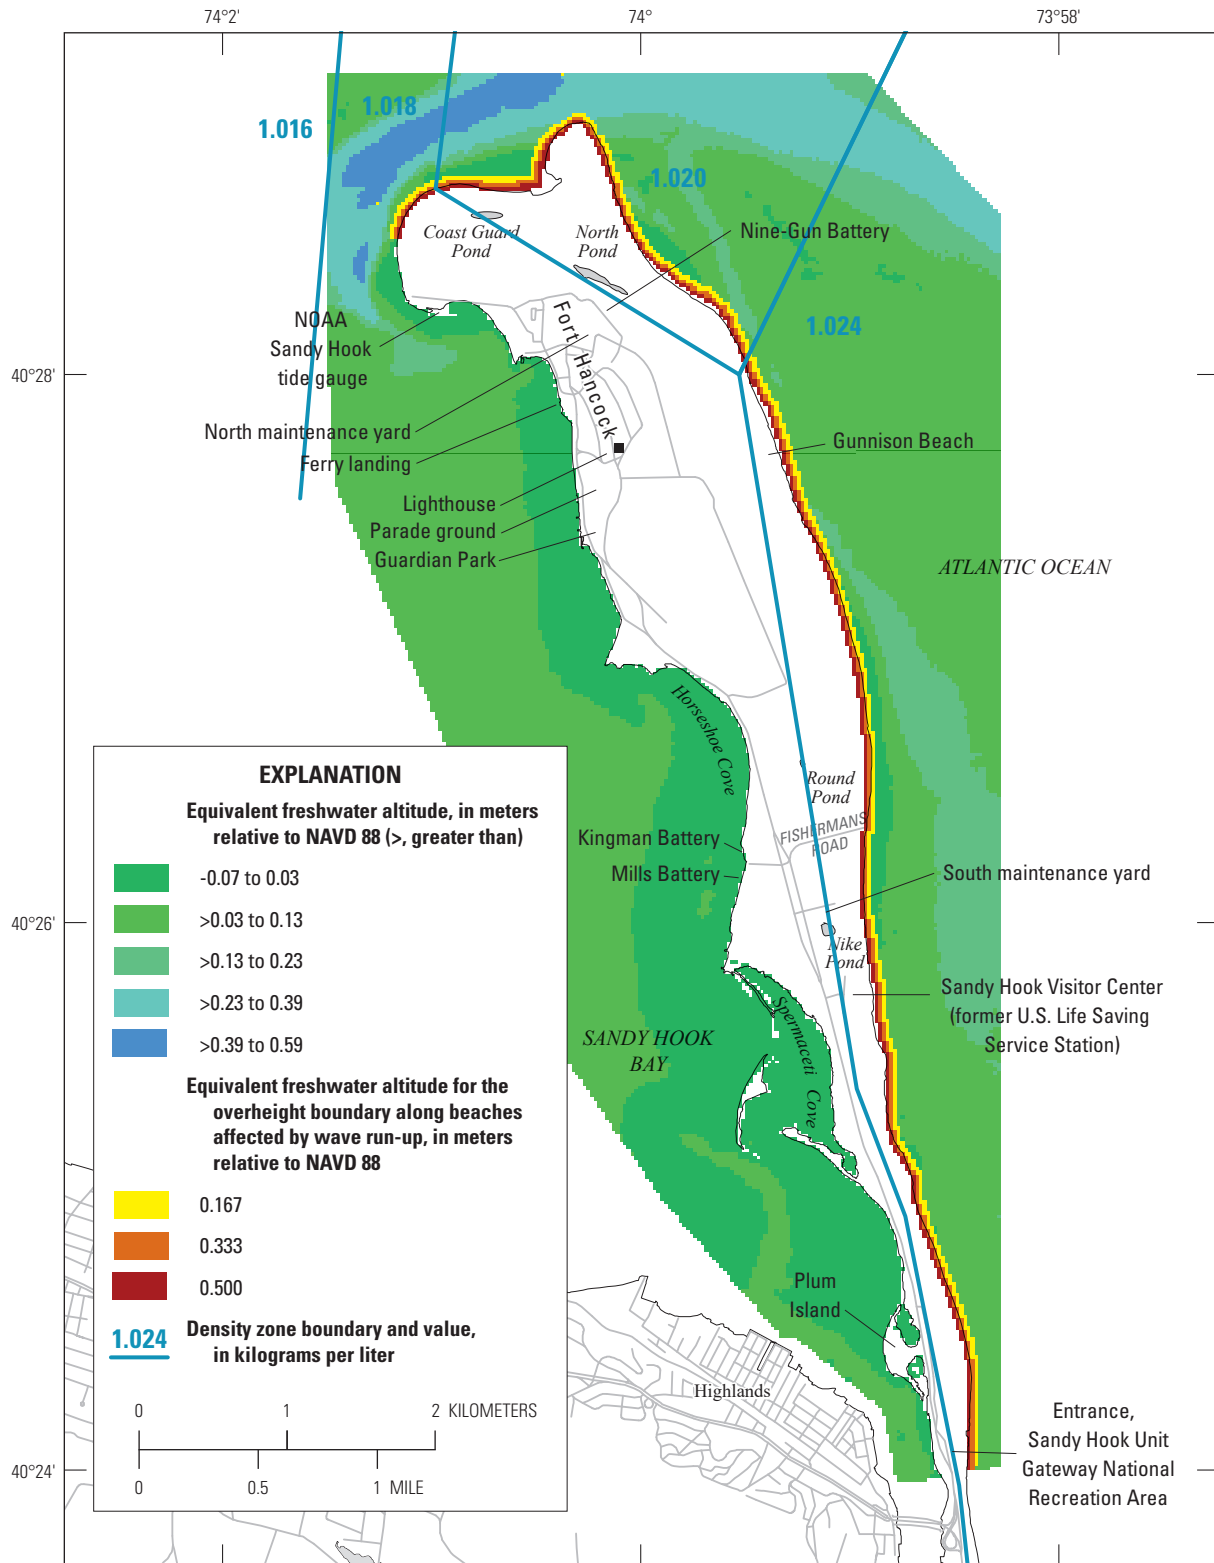 74°2'
74°
73°58'
1.016
1.018
1.020
1.024
Coast Guard
Pond
North
Pond
Nine-Gun Battery
NOAA
Sandy Hook
tide gauge
Fort Hancock
40°28'
North maintenance yard
Ferry landing
Gunnison Beach
Lighthouse
Parade ground
Guardian Park
ATLANTIC OCEAN
Horseshoe Cove
Round
Pond
FISHERMANS
ROAD
Kingman Battery
Mills Battery
South maintenance yard
40°26'
Nike
Pond
Sandy Hook Visitor Center
(former U.S. Life Saving
Service Station)
Spermaceti Cove
SANDY HOOK
BAY
Plum
Island
Highlands
40°24'
Entrance,
Sandy Hook Unit
Gateway National
Recreation Area
EXPLANATION
Equivalent freshwater altitude, in meters
relative to NAVD 88 (>, greater than)
-0.07 to 0.03
>0.03 to 0.13
>0.13 to 0.23
>0.23 to 0.39
>0.39 to 0.59
Equivalent freshwater altitude for the
overheight boundary along beaches
affected by wave run-up, in meters
relative to NAVD 88
0.167
0.333
0.500
1.024 Density zone boundary and value,
in kilograms per liter
0 1 2 KILOMETERS
0 0.5 1 MILE